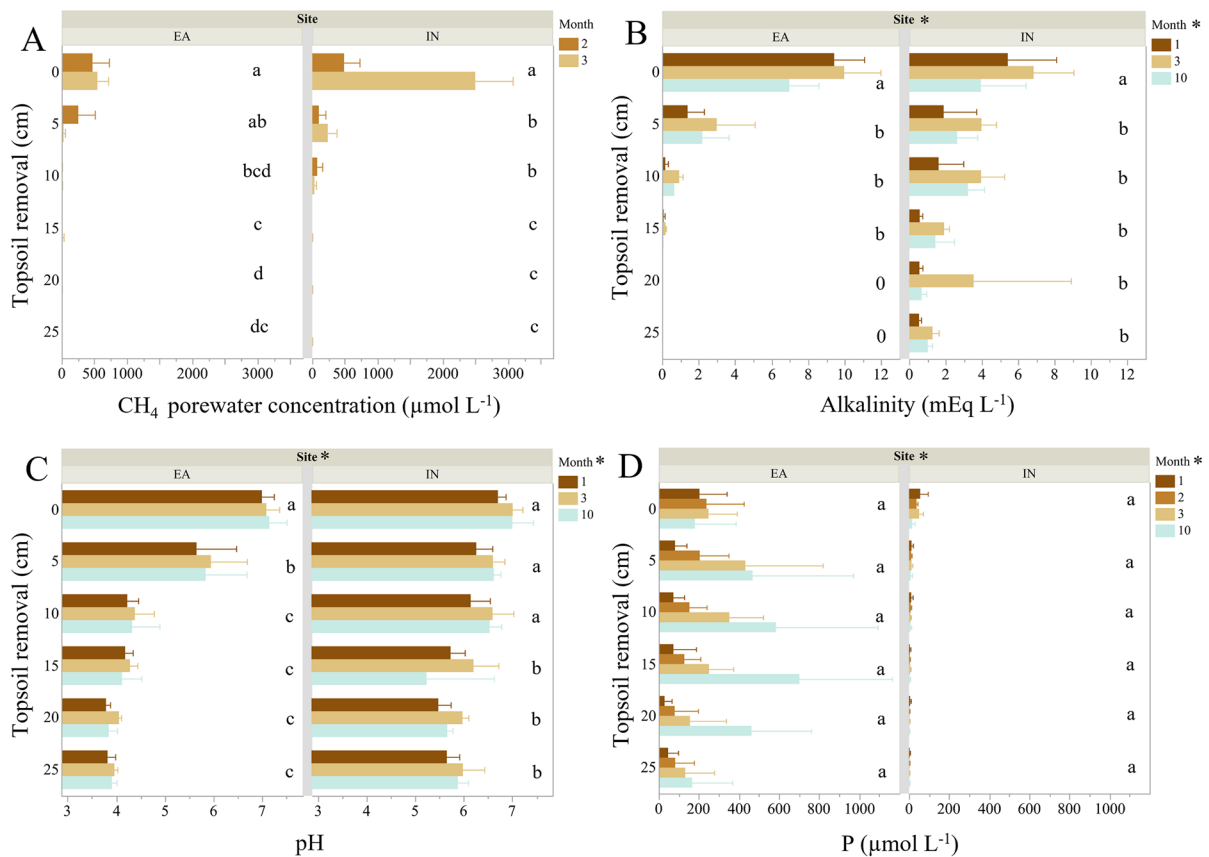 A
Site
EA
IN
Month
2
3
0
a
a
5
ab
b
10
bcd
b
15
c
c
20
d
c
25
dc
c
Topsoil removal (cm)
0 500 1000 2000 3000
0 500 1000 2000 3000
CH4 porewater concentration (µmol L-1)
B
Site *
EA
IN
Month *
1
3
10
0
a
a
5
b
b
10
b
b
15
b
b
20
0
b
25
0
b
Topsoil removal (cm)
0 2 4 6 8 10 12
0 2 4 6 8 10 12
Alkalinity (mEq L-1)
C
Site *
EA
IN
Month *
1
3
10
0
a
a
5
b
a
10
c
a
15
c
b
20
c
b
25
c
b
Topsoil removal (cm)
3 4 5 6 7
3 4 5 6 7
pH
D
Site *
EA
IN
Month *
1
2
3
10
0
a
a
5
a
a
10
a
a
15
a
a
20
a
a
25
a
a
Topsoil removal (cm)
0 200 400 600 800 1000
0 200 400 600 800 1000
P (µmol L-1)